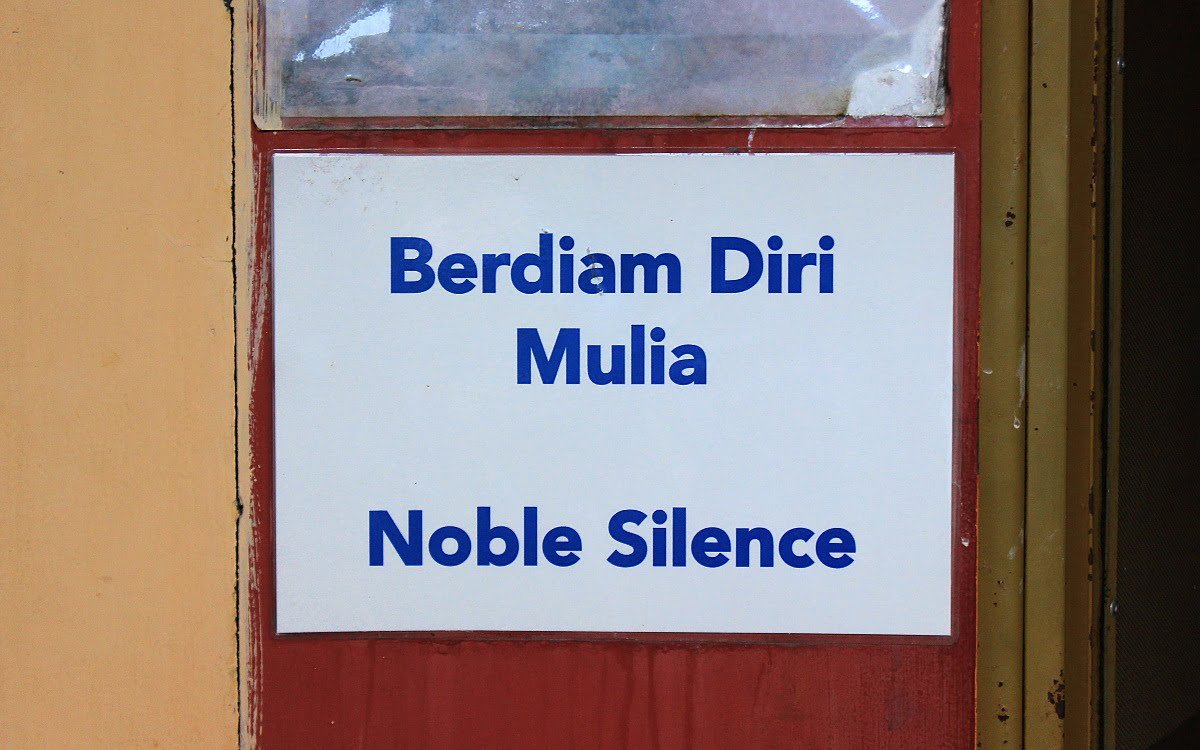 Berdiam Diri
Mulia
Noble Silence